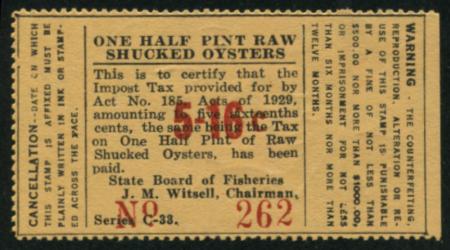 CANCELLATION—DATE ON WHICH
THIS STAMP IS AFFIXED MUST BE
PLAINLY WRITTEN IN INK OR STAMP-
ED ACROSS THE FACE.
ONE HALF PINT RAW
SHUCKED OYSTERS
This is to certify that the
Impost Tax provided for by
Act No. 185, Acts of 1929,
amounting to five sixteenths
cents, the same being the Tax
on One Half Pint of Raw
Shucked Oysters, has been
paid.
5-16c
State Board of Fisheries
J. M. Witsell, Chairman,
Series C-33.
No 262
WARNING THE COUNTERFEITING,
REPRODUCTION, ALTERATION OR RE-
USE OF THIS STAMP IS PUNISHABLE
BY A FINE OF NOT LESS THAN
$500.00 NOR MORE THAN $1000.00,
OR IMPRISONMENT FOR NOT LESS
THAN SIX MONTHS NOR MORE THAN
TWELVE MONTHS.